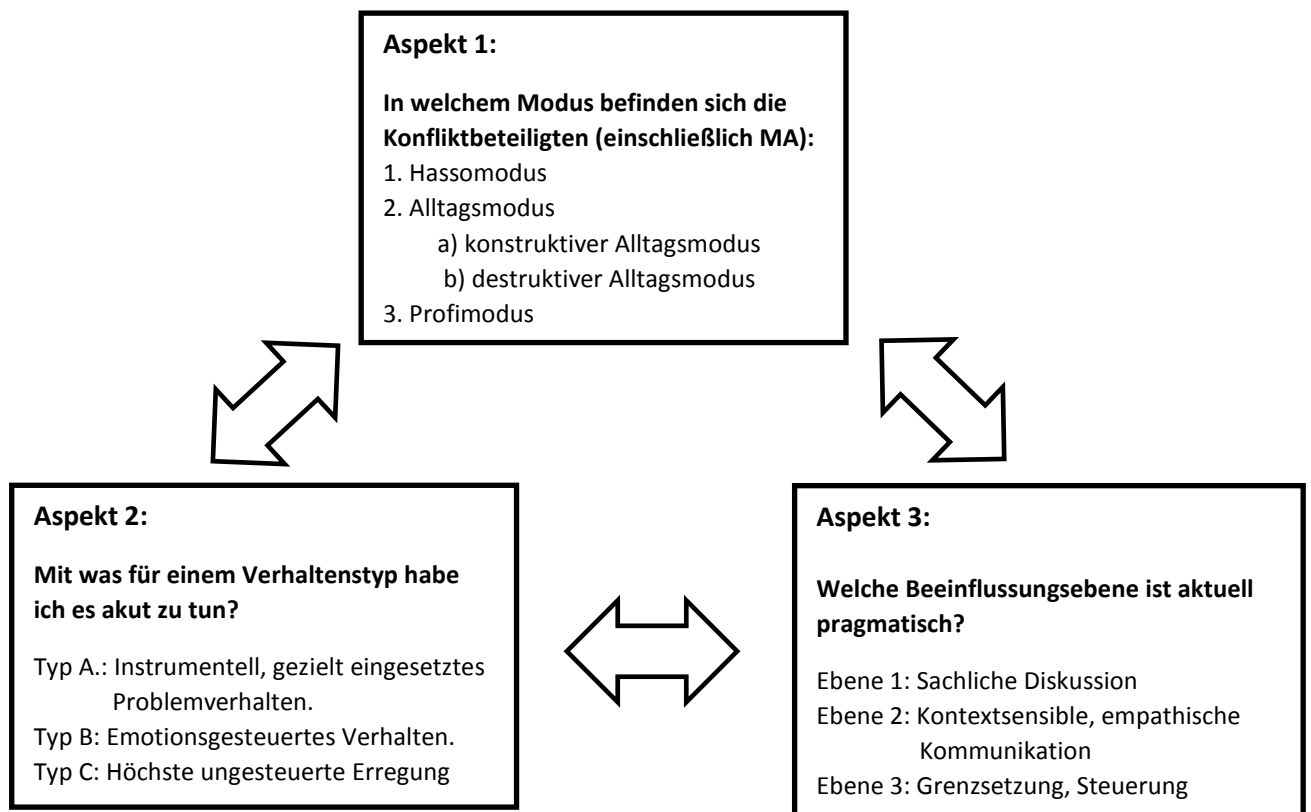 Aspekt 1:
In welchem Modus befinden sich die
Konfliktbeteiligten (einschließlich MA):
1. Hassomodus
2. Alltagsmodus
a) konstruktiver Alltagsmodus
b) destruktiver Alltagsmodus
3. Profimodus
Aspekt 2:
Mit was für einem Verhaltenstyp habe
ich es akut zu tun?
Typ A.: Instrumentell, gezielt eingesetztes
Problemverhalten.
Typ B: Emotionsgesteuertes Verhalten.
Typ C: Höchste ungesteuerte Erregung
Aspekt 3:
Welche Beeinflussungsebene ist aktuell
pragmatisch?
Ebene 1: Sachliche Diskussion
Ebene 2: Kontextsensible, empathische
Kommunikation
Ebene 3: Grenzsetzung, Steuerung